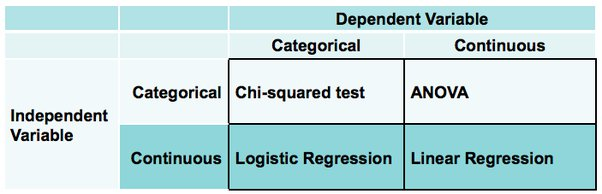 Dependent Variable
Categorical Continuous
Categorical Chi-squared test ANOVA
Independent
Variable
Continuous Logistic Regression Linear Regression